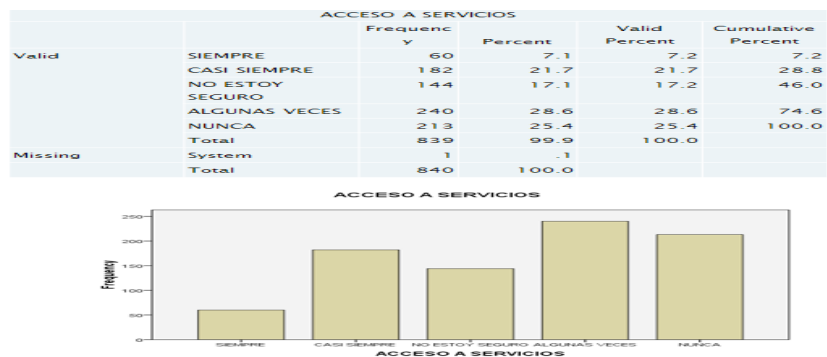 ACCESO A SERVICIOS
Frequenc y Percent Valid Percent Cumulative Percent
Valid SIEMPRE 60 7.1 7.2 7.2
CASI SIEMPRE 182 21.7 21.7 28.8
NO ESTOY SEGURO 144 17.1 17.2 46.0
ALGUNAS VECES 240 28.6 28.6 74.6
NUNCA 213 25.4 25.4 100.0
Total 839 99.9 100.0
Missing System 1 .1
Total 840 100.0
ACCESO A SERVICIOS
Frequency
250
200
150
100
50
0
SIEMPRE CASI SIEMPRE NO ESTOY SEGURO ALGUNAS VECES NUNCA
ACCESO A SERVICIOS